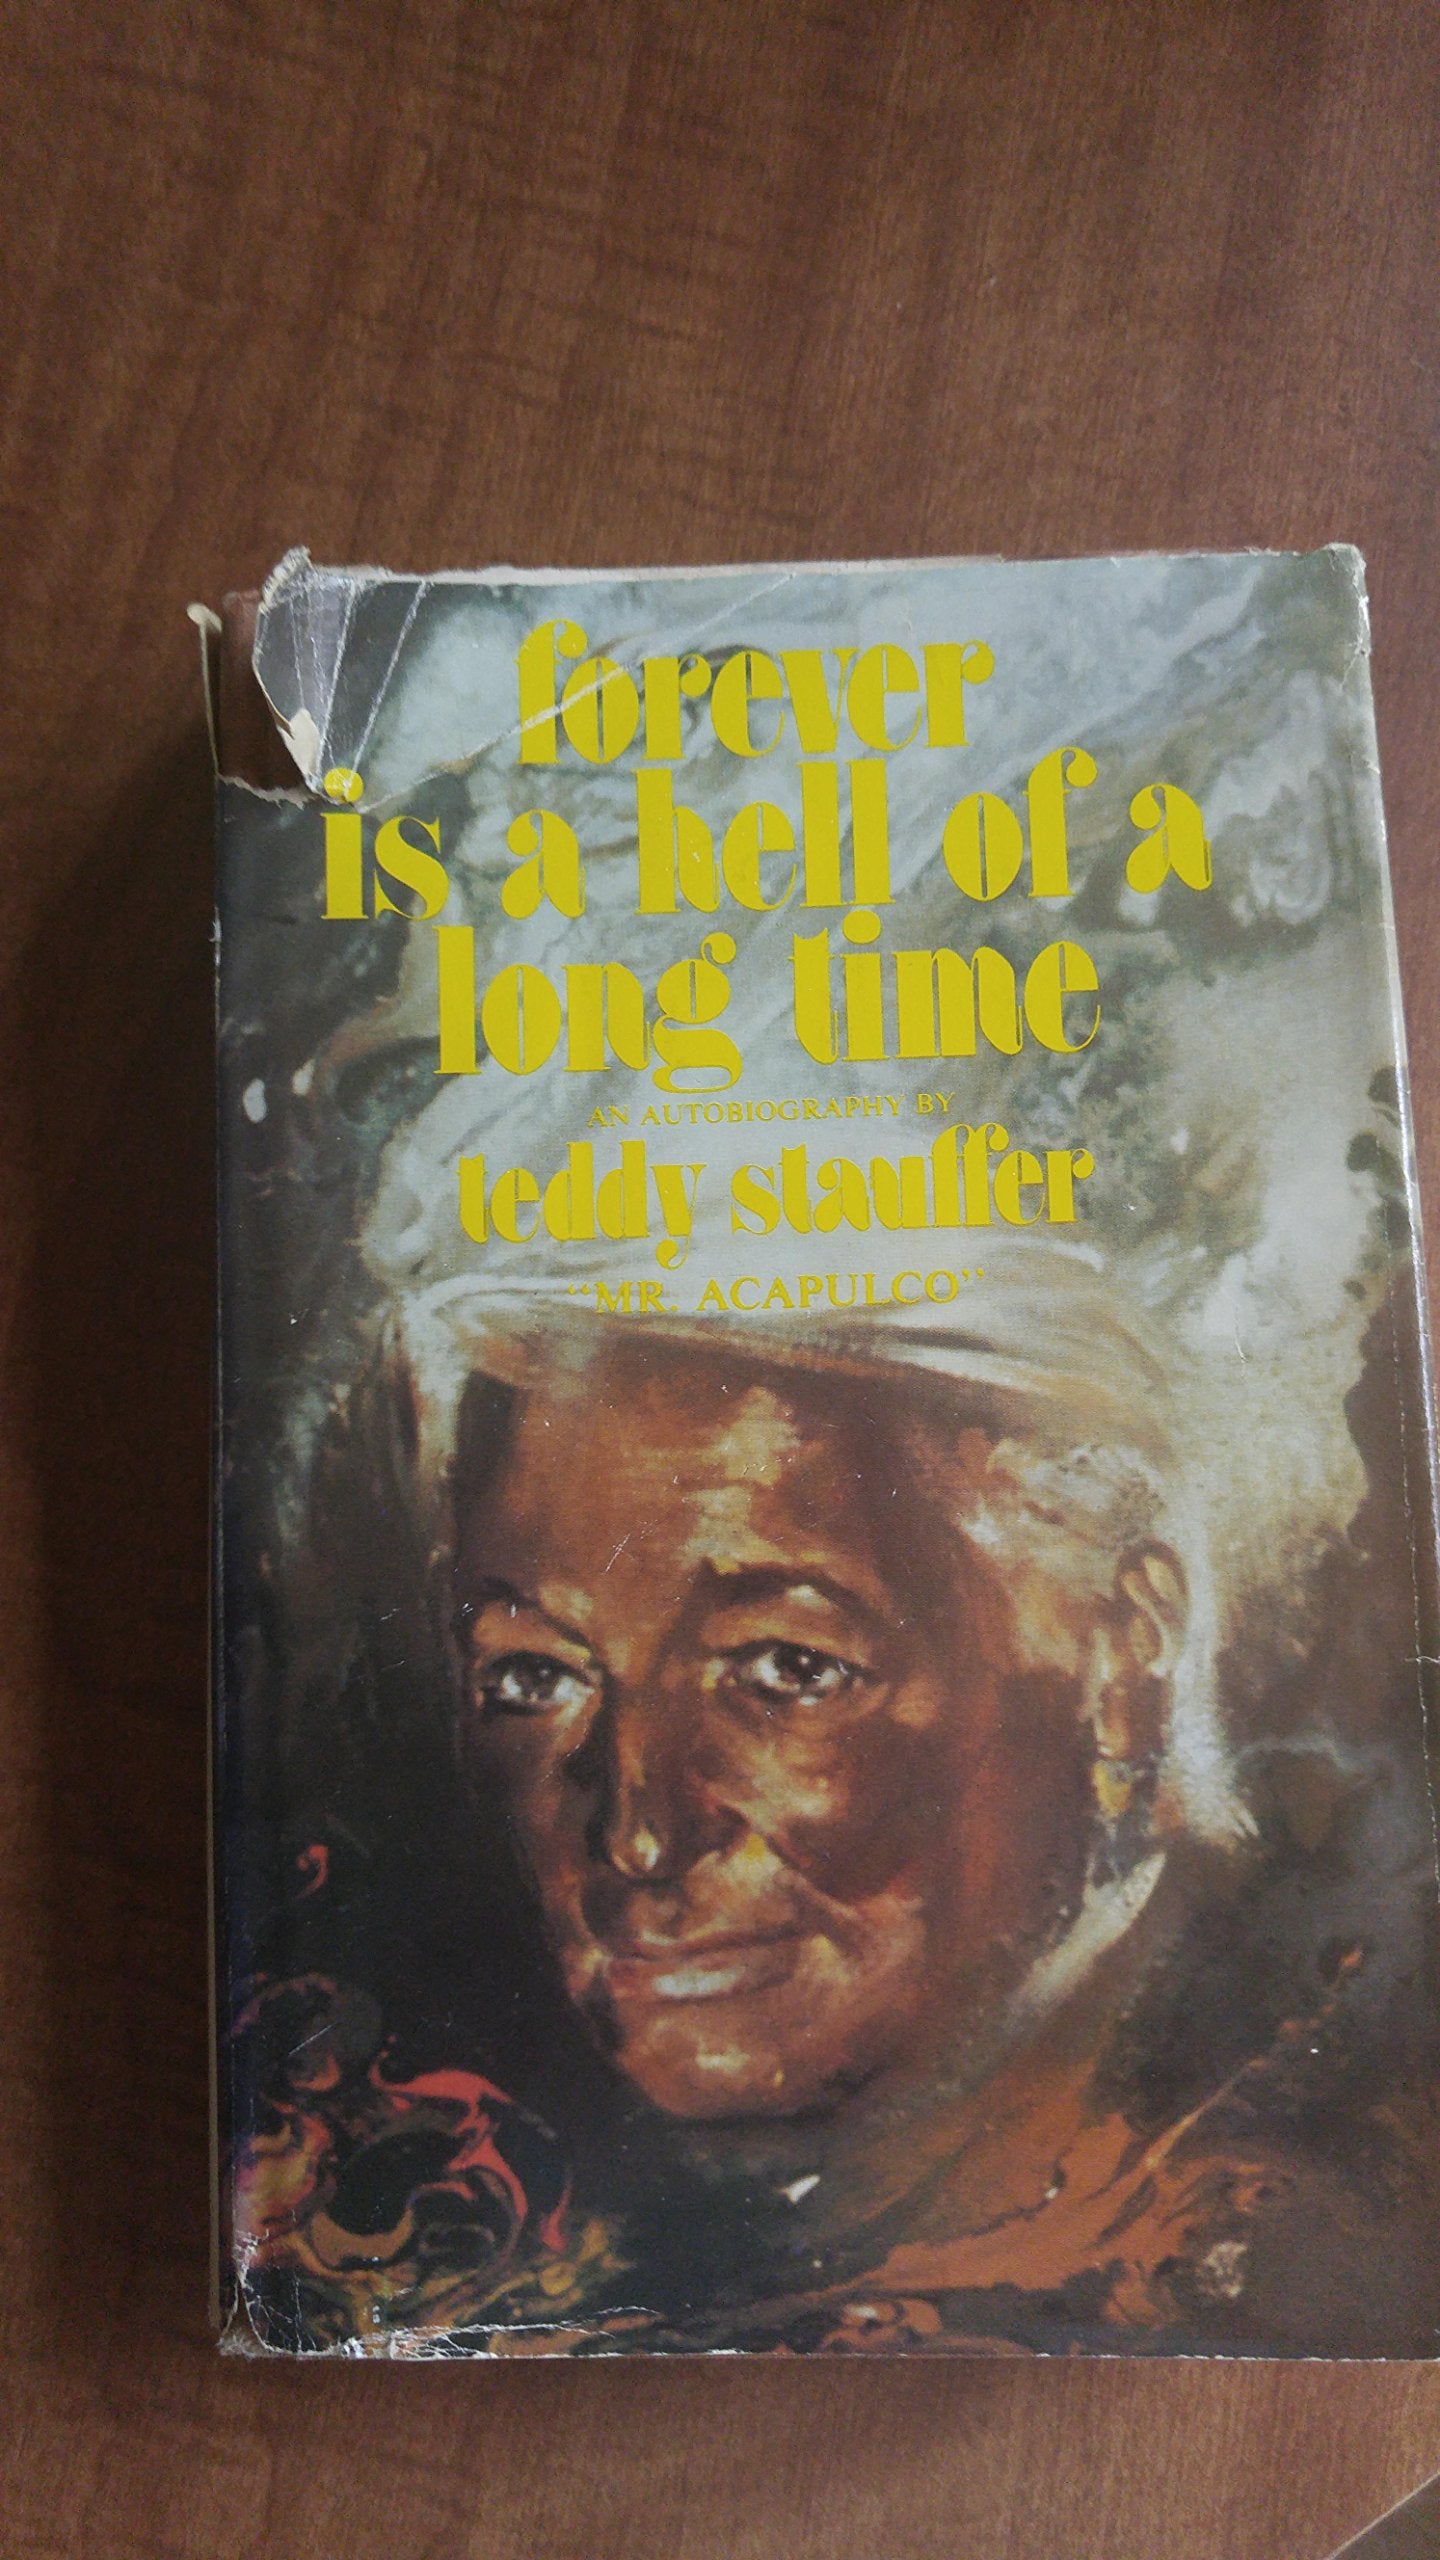 forever
is a hell of a
long time
AN AUTOBIOGRAPHY BY
teddy stauffer
"MR. ACAPULCO"